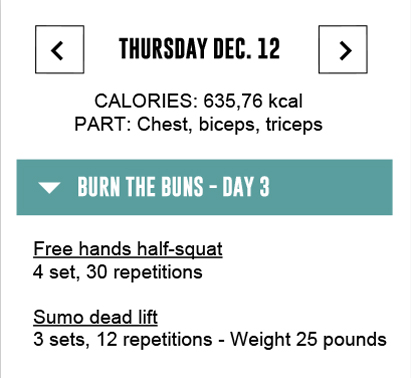 THURSDAY DEC. 12
CALORIES: 635,76 kcal
PART: Chest, biceps, triceps
BURN THE BUNS - DAY 3
Free hands half-squat
4 set, 30 repetitions
Sumo dead lift
3 sets, 12 repetitions - Weight 25 pounds